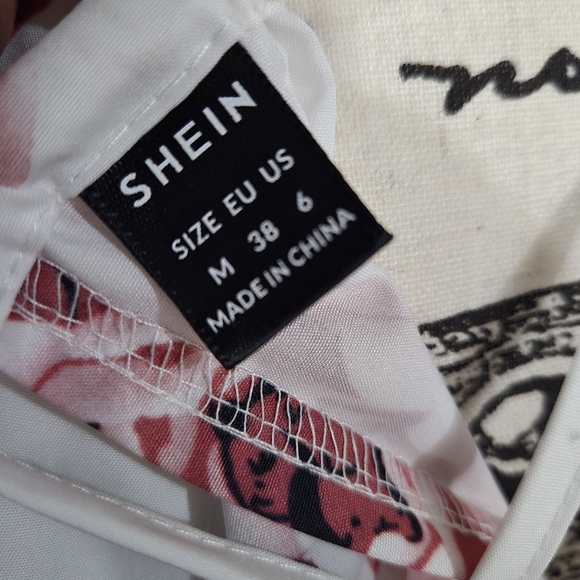 SHEIN
SIZE EU US
M 38 6
MADE IN CHINA